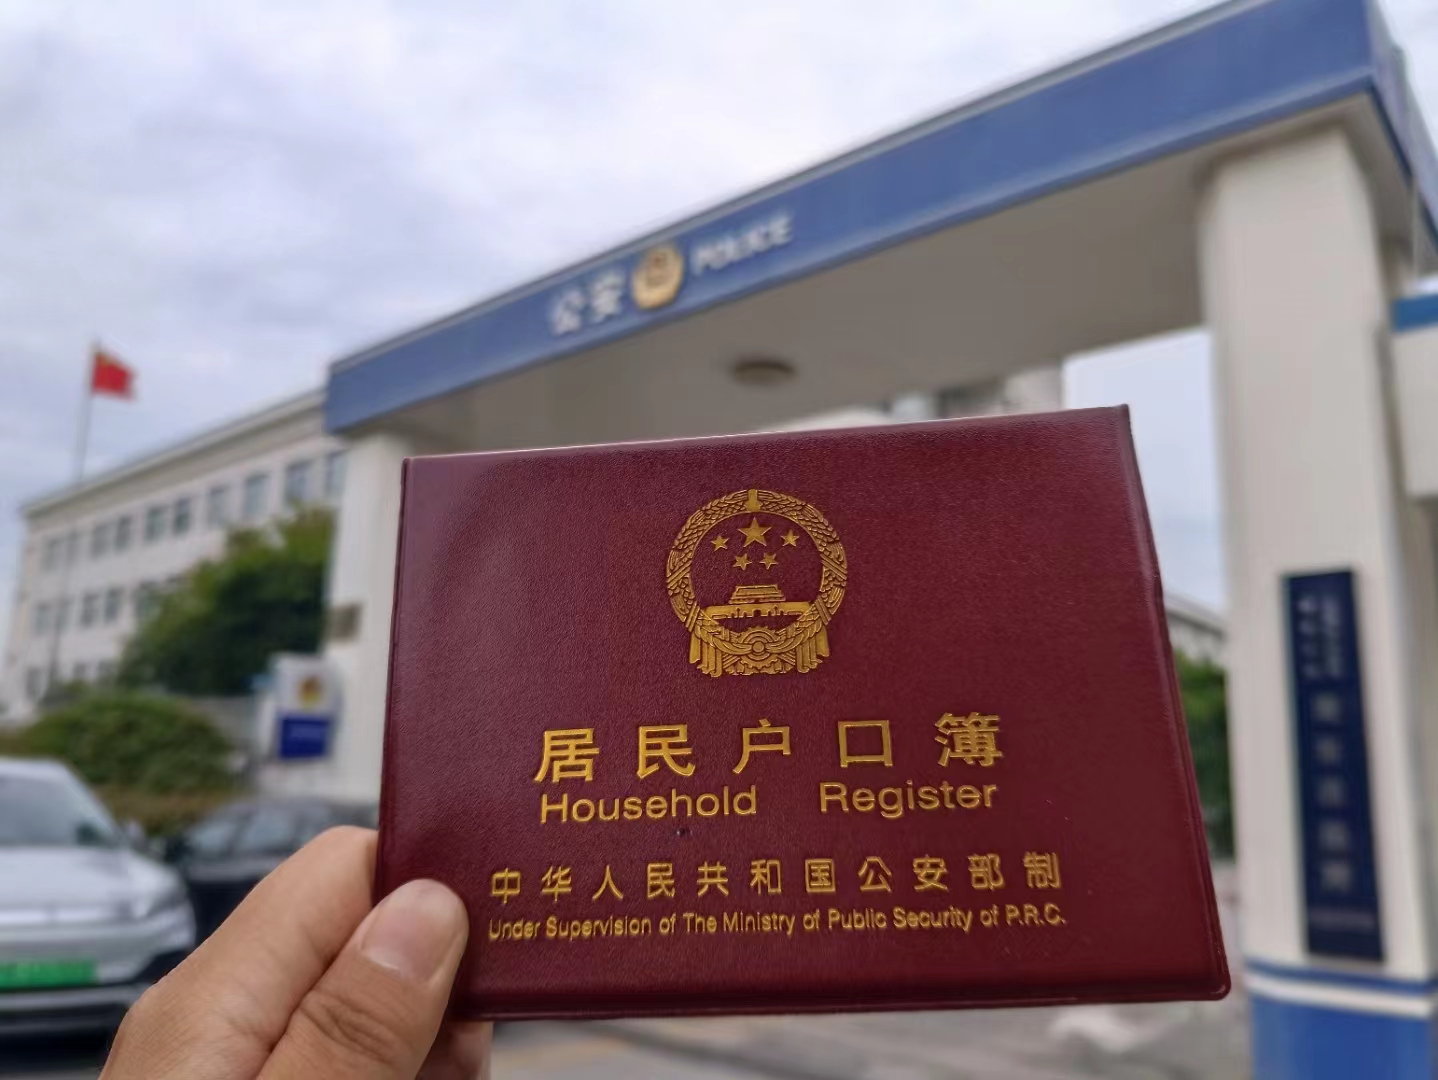 公安 POLICE
居民户口簿
Household Register
中华人民共和国公安部制
Under Supervision of The Ministry of Public Security of P.R.C.